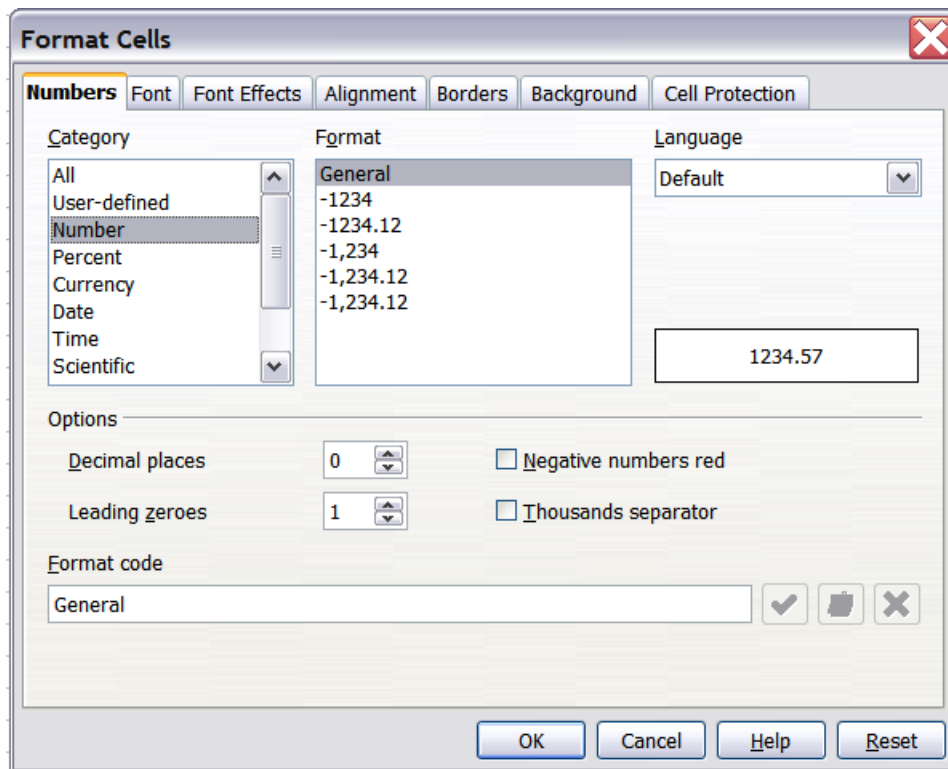 Format Cells
Numbers Font Font Effects Alignment Borders Background Cell Protection
Category Format Language
All
User-defined
Number
Percent
Currency
Date
Time
Scientific
General
-1234
-1234.12
-1,234
-1,234.12
-1,234.12
Default
1234.57
Options
Decimal places 0 Negative numbers red
Leading zeroes 1 Thousands separator
Format code
General
OK Cancel Help Reset